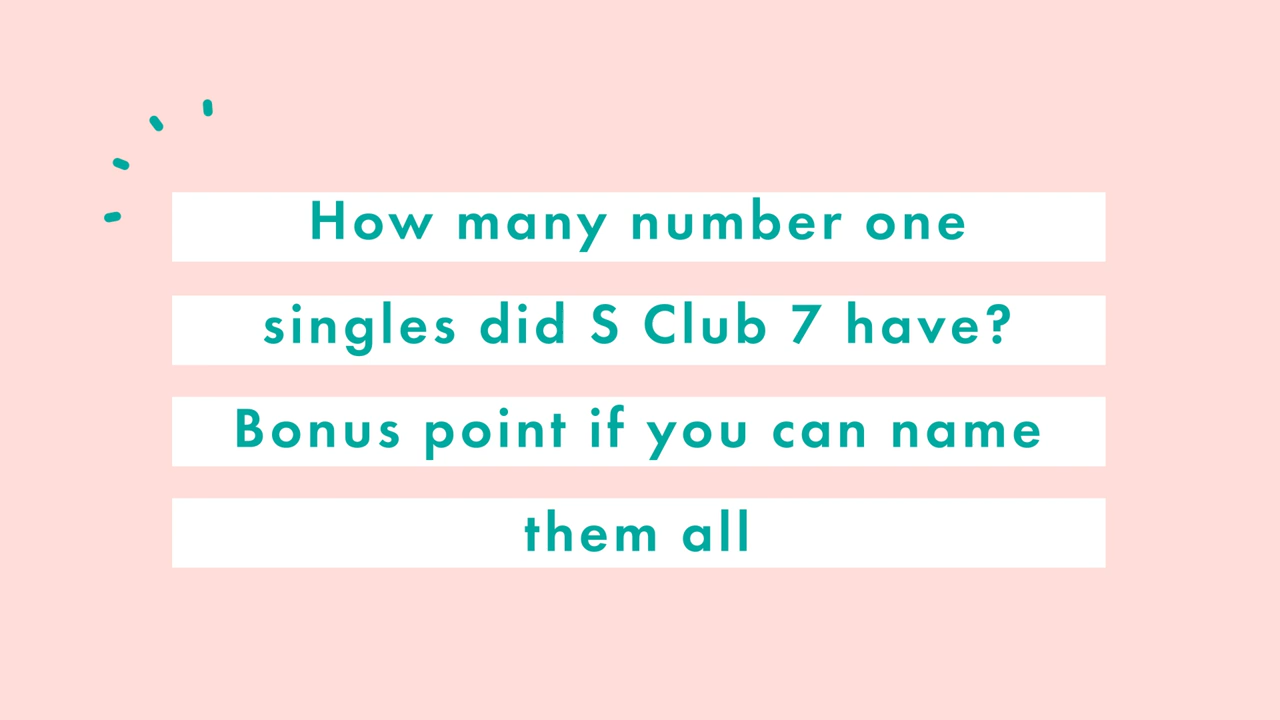 How many number one
singles did S Club 7 have?
Bonus point if you can name
them all